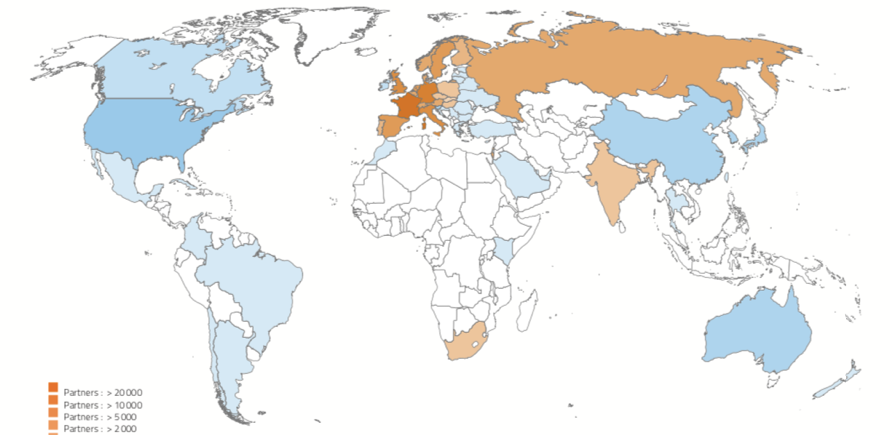 Partners : > 20 000
Partners : > 10 000
Partners : > 5 000
Partners : > 2 000